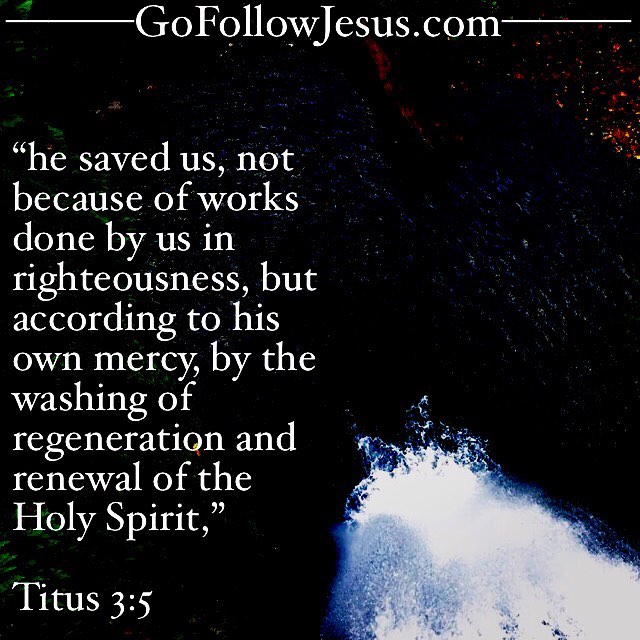 GoFollowJesus.com
“he saved us, not
because of works
done by us in
righteousness, but
according to his
own mercy, by the
washing of
regeneration and
renewal of the
Holy Spirit,”
Titus 3:5